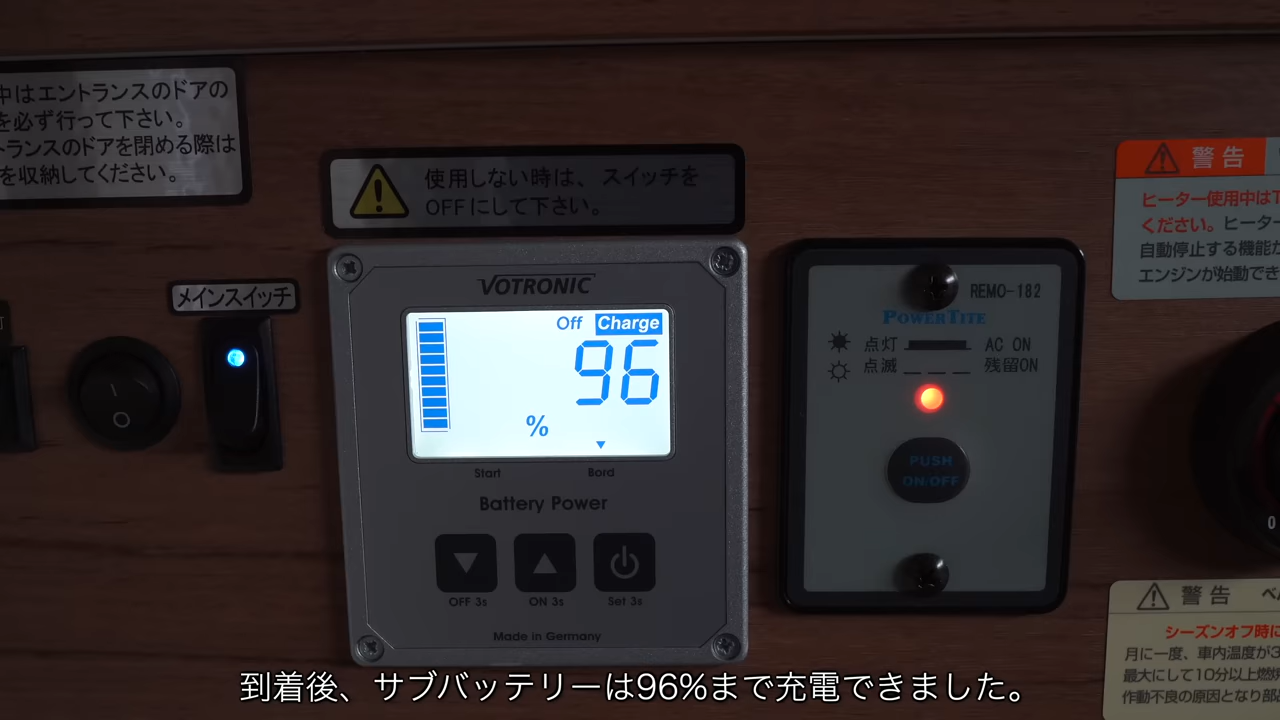 中はエントランスのドアの
を必ず行って下さい。
トランスのドアを閉める際は
を収納してください。
使用しない時は、スイッチを
OFFにして下さい。
メインスイッチ
VOTRONIC
Off Charge
96
%
Start Bord
Battery Power
OFF 3s ON 3s Set 3s
Made in Germany
REMO-182
POWERTITE
点灯 AC ON
点滅 残留ON
PUSH
ON/OFF
警告
ヒーター使用中は
ください。ヒーター
自動停止する機能が
エンジンが始動でき
0
警告
シーズンオフ時に
月に一度、車内温度が3
最大にして10分以上燃
作動不良の原因となり部
到着後、サブバッテリーは96%まで充電できました。